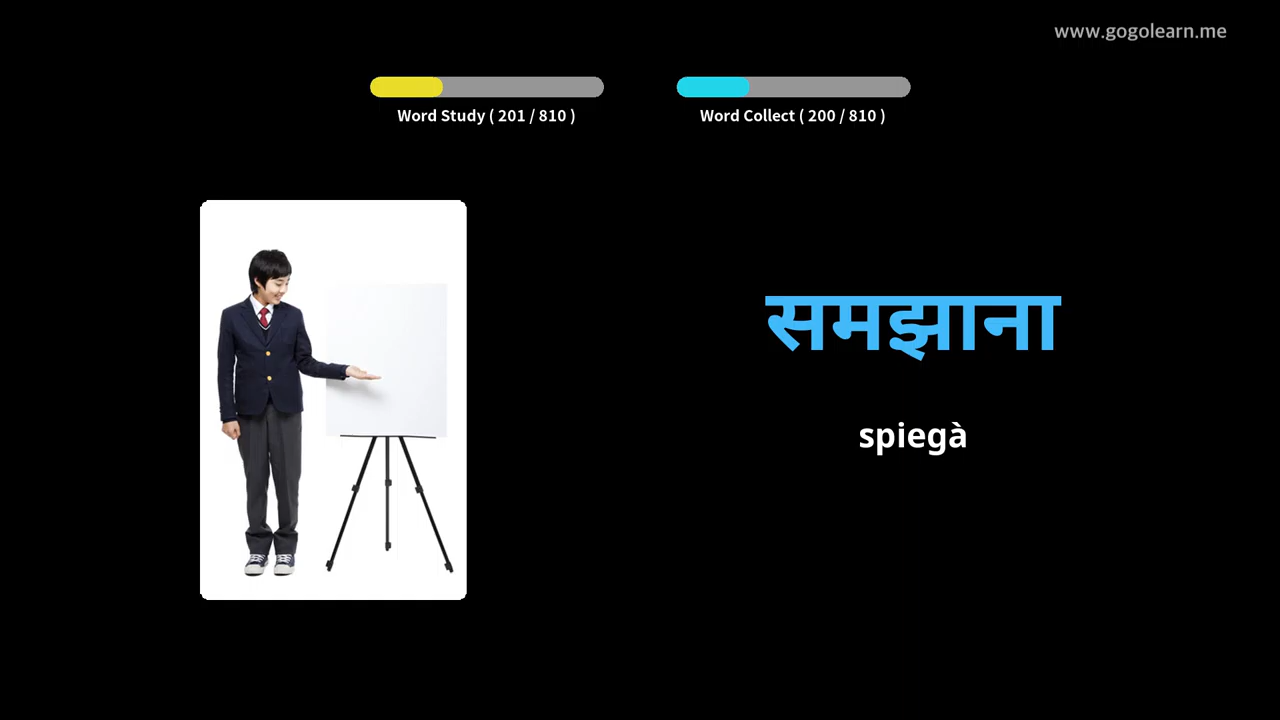 www.gogolearn.me
Word Study ( 201 / 810 )
Word Collect ( 200 / 810 )
समझाना
spiegà